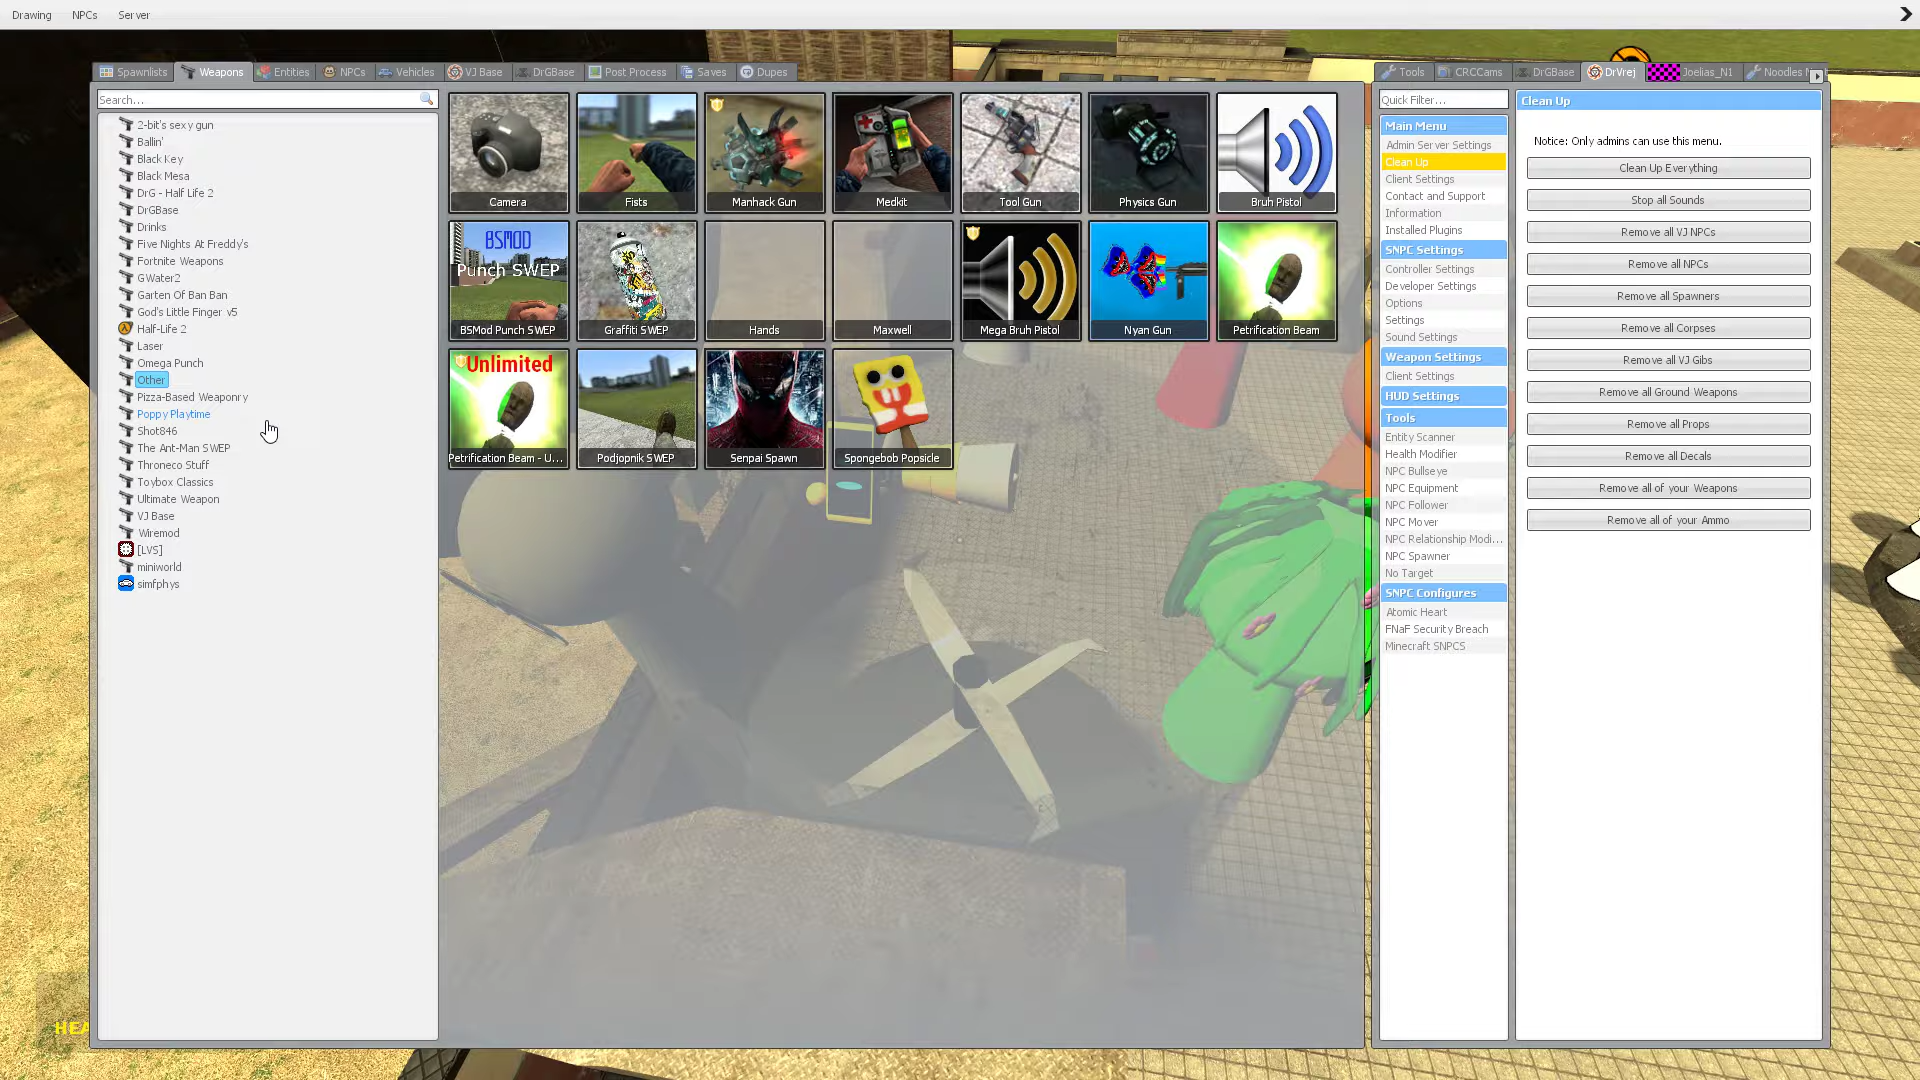 Drawing NPCs Server
Spawnlists Weapons Entities NPCs Vehicles VJ Base DrGBase Post Process Saves Dupes
Tools CRCCams DrGBase DrVrej Joelias_N1 Noodles
Search...
2-bit's sexy gun
Ballin'
Black Key
Black Mesa
DrG - Half Life 2
DrGBase
Drinks
Five Nights At Freddy's
Fortnite Weapons
GWater2
Garten Of Ban Ban
God's Little Finger v5
Half-Life 2
Laser
Omega Punch
Other
Pizza-Based Weaponry
Poppy Playtime
Shot846
The Ant-Man SWEP
Throneco Stuff
Toybox Classics
Ultimate Weapon
VJ Base
Wiremod
[LVS]
miniworld
simfphys
Camera Fists Manhack Gun Medkit Tool Gun Physics Gun Bruh Pistol
BSMOD
Punch SWEP
BSMod Punch SWEP Graffiti SWEP Hands Maxwell Mega Bruh Pistol Nyan Gun Petrification Beam
Unlimited
Petrification Beam - U... Podjopnik SWEP Senpai Spawn Spongebob Popsicle
Quick Filter...
Main Menu
Admin Server Settings
Clean Up
Client Settings
Contact and Support
Information
Installed Plugins
SNPC Settings
Controller Settings
Developer Settings
Options
Settings
Sound Settings
Weapon Settings
Client Settings
HUD Settings
Tools
Entity Scanner
Health Modifier
NPC Bullseye
NPC Equipment
NPC Follower
NPC Mover
NPC Relationship Modi...
NPC Spawner
No Target
SNPC Configures
Atomic Heart
FNaF Security Breach
Minecraft SNPCS
Clean Up
Notice: Only admins can use this menu.
Clean Up Everything
Stop all Sounds
Remove all VJ NPCs
Remove all NPCs
Remove all Spawners
Remove all Corpses
Remove all VJ Gibs
Remove all Ground Weapons
Remove all Props
Remove all Decals
Remove all of your Weapons
Remove all of your Ammo
HEA